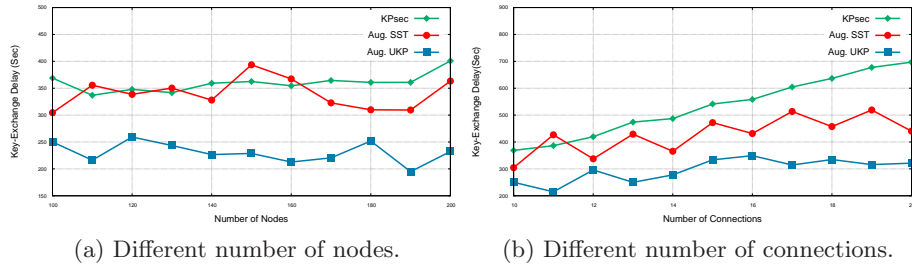 500
450
400
350
300
250
200
150
100
120
140
160
180
200
Key-Exchange Delay(Sec)
Number of Nodes
KPsec
Aug. SST
Aug. UKP
(a) Different number of nodes.
900
800
700
600
500
400
300
200
10
12
14
16
18
Key-Exchange Delay(Sec)
Number of Connections
KPsec
Aug. SST
Aug. UKP
(b) Different number of connections.